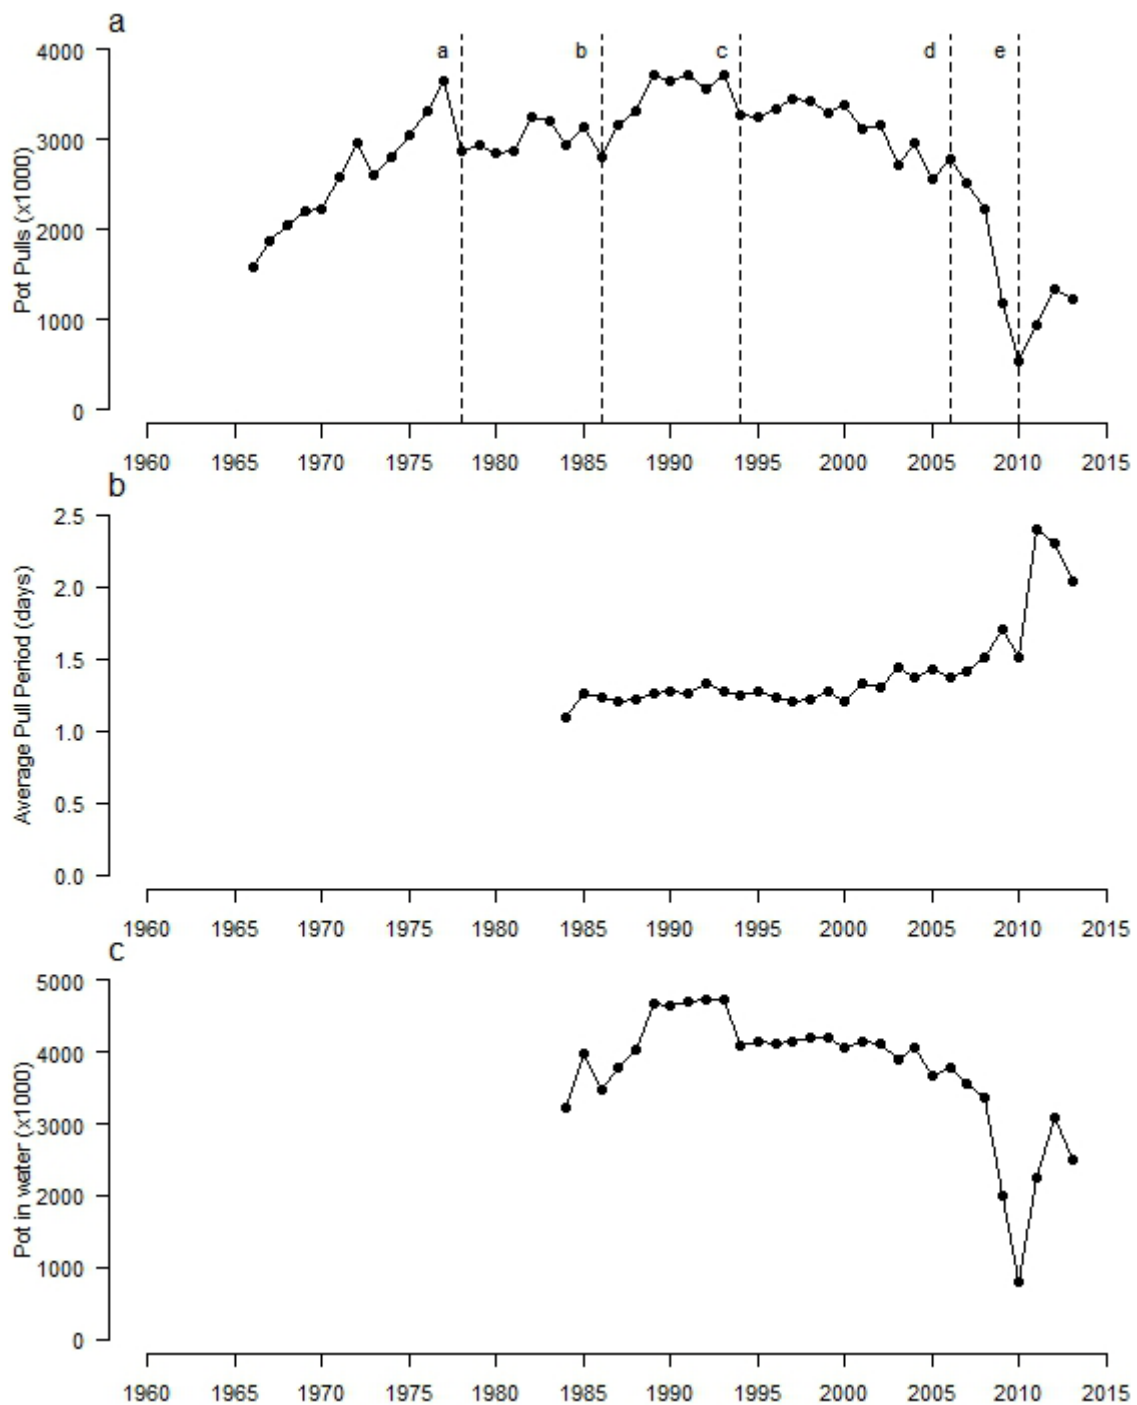 a
Pot Pulls (x1000)
4000
3000
2000
1000
0
a b c d e
1960 1965 1970 1975 1980 1985 1990 1995 2000 2005 2010 2015
b
Average Pull Period (days)
2.5
2.0
1.5
1.0
0.5
0.0
1960 1965 1970 1975 1980 1985 1990 1995 2000 2005 2010 2015
c
Pot in water (x1000)
5000
4000
3000
2000
1000
0
1960 1965 1970 1975 1980 1985 1990 1995 2000 2005 2010 2015